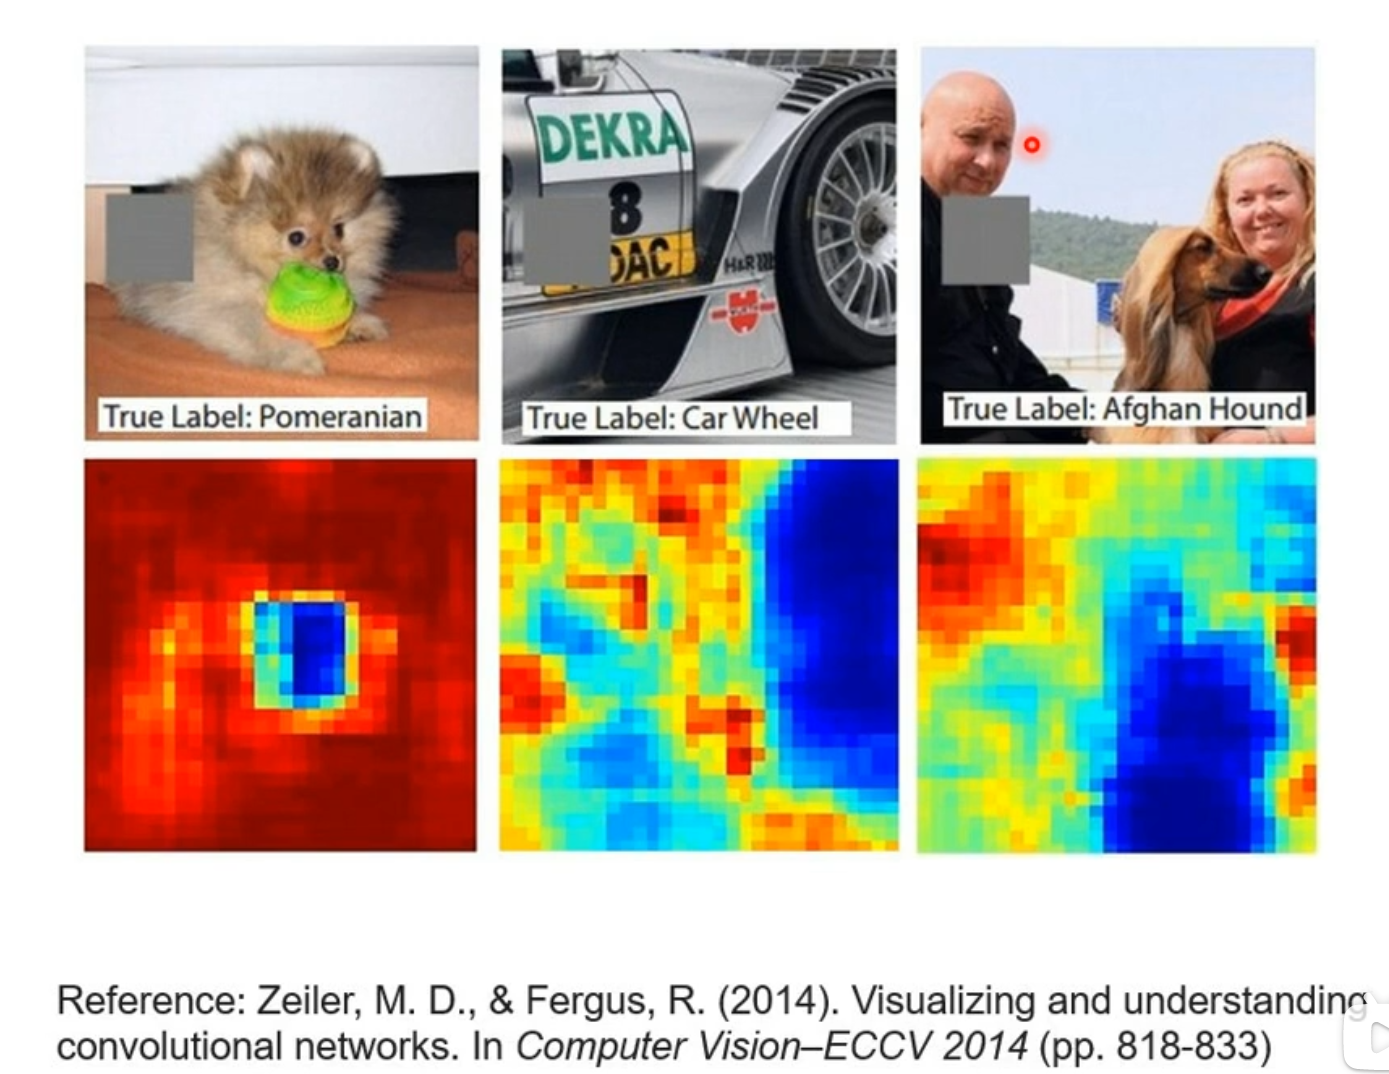 DEKRA
8
DAC
H&R
WÜRTH
True Label: Pomeranian
True Label: Car Wheel
True Label: Afghan Hound
Reference: Zeiler, M. D., & Fergus, R. (2014). Visualizing and understanding
convolutional networks. In Computer Vision–ECCV 2014 (pp. 818-833)